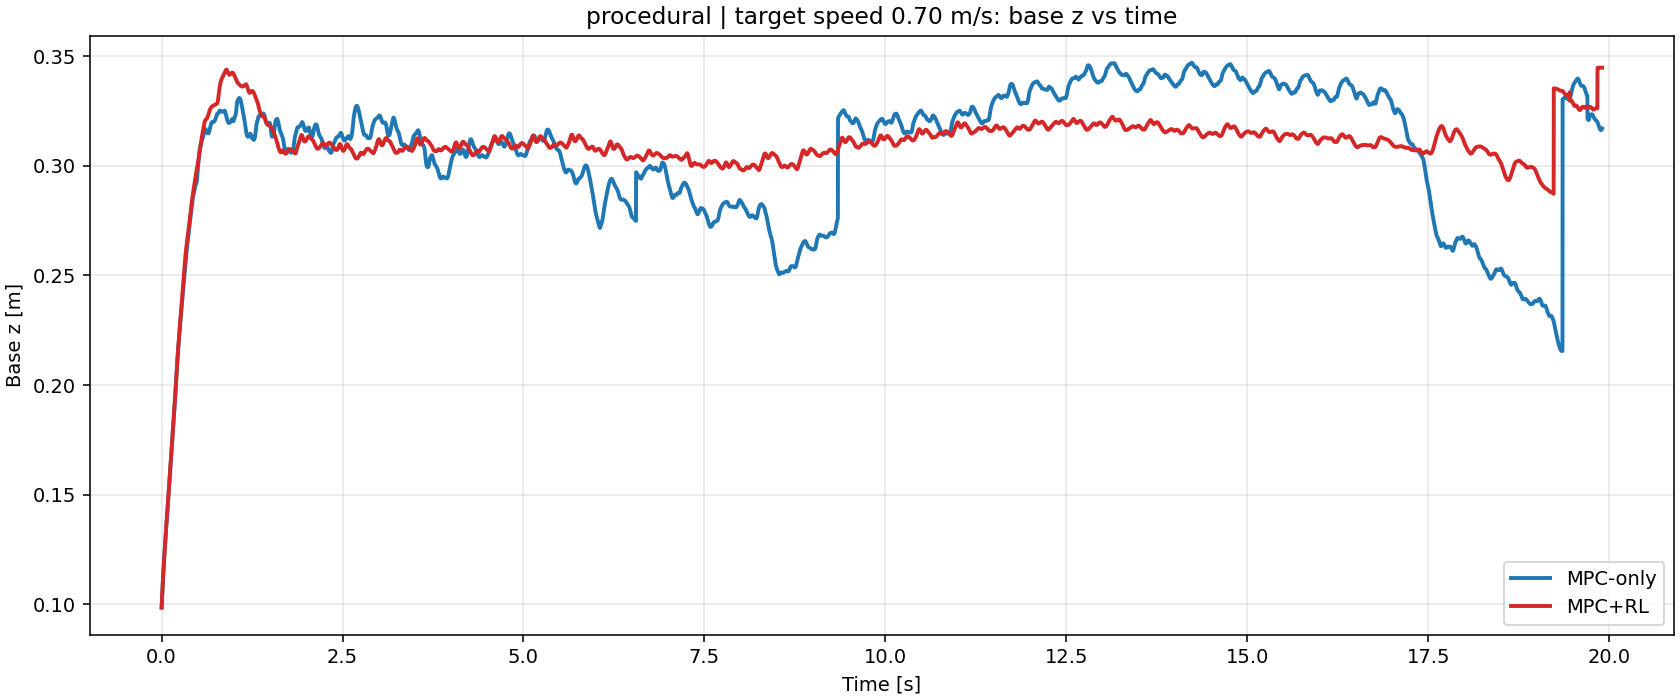 procedural | target speed 0.70 m/s: base z vs time
Base z [m]
0.35
0.30
0.25
0.20
0.15
0.10
0.0 2.5 5.0 7.5 10.0 12.5 15.0 17.5 20.0
Time [s]
MPC-only
MPC+RL